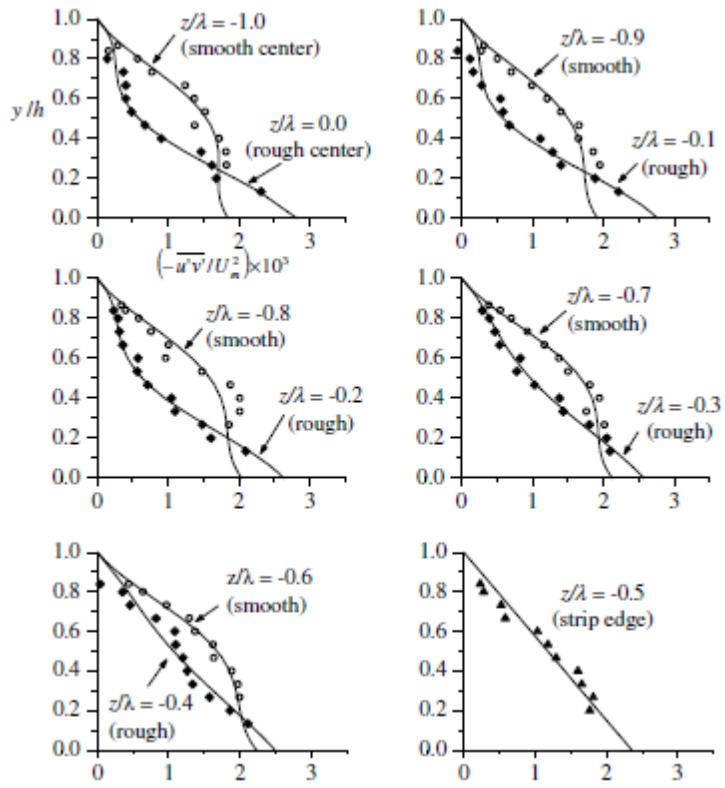 1.0
0.8
0.6
0.4
0.2
0.0
y/h
z/λ = -1.0
(smooth center)
z/λ = 0.0
(rough center)
0 1 2 3
(-u'v'/U²ₘ)×10³
1.0
0.8
0.6
0.4
0.2
0.0
z/λ = -0.9
(smooth)
z/λ = -0.1
(rough)
0 1 2 3
1.0
0.8
0.6
0.4
0.2
0.0
z/λ = -0.8
(smooth)
z/λ = -0.2
(rough)
0 1 2 3
1.0
0.8
0.6
0.4
0.2
0.0
z/λ = -0.7
(smooth)
z/λ = -0.3
(rough)
0 1 2 3
1.0
0.8
0.6
0.4
0.2
0.0
z/λ = -0.6
(smooth)
z/λ = -0.4
(rough)
0 1 2 3
1.0
0.8
0.6
0.4
0.2
0.0
z/λ = -0.5
(strip edge)
0 1 2 3